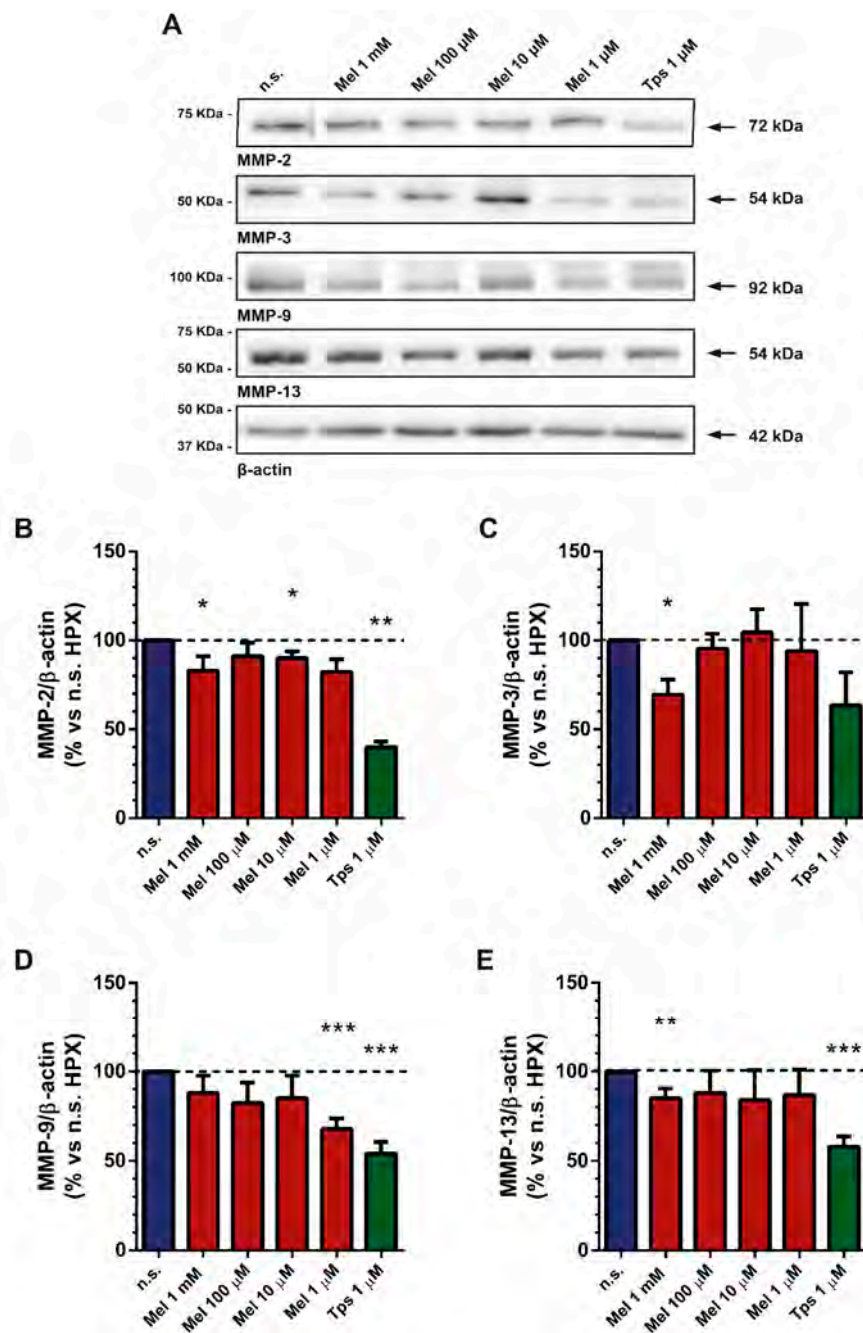 A
n.s. Mel 1 mM Mel 100 µM Mel 10 µM Mel 1 µM Tps 1 µM
75 KDa - 72 kDa
MMP-2
50 KDa - 54 kDa
MMP-3
100 KDa - 92 kDa
MMP-9
75 KDa -
54 kDa
50 KDa -
MMP-13
50 KDa -
42 kDa
37 KDa -
β-actin
B
MMP-2/β-actin
(% vs n.s. HPX)
150
100
50
0
* * **
n.s. Mel 1 mM Mel 100 µM Mel 10 µM Mel 1 µM Tps 1 µM
C
MMP-3/β-actin
(% vs n.s. HPX)
150
100
50
0
*
n.s. Mel 1 mM Mel 100 µM Mel 10 µM Mel 1 µM Tps 1 µM
D
MMP-9/β-actin
(% vs n.s. HPX)
150
100
50
0
*** ***
n.s. Mel 1 mM Mel 100 µM Mel 10 µM Mel 1 µM Tps 1 µM
E
MMP-13/β-actin
(% vs n.s. HPX)
150
100
50
0
** ***
n.s. Mel 1 mM Mel 100 µM Mel 10 µM Mel 1 µM Tps 1 µM